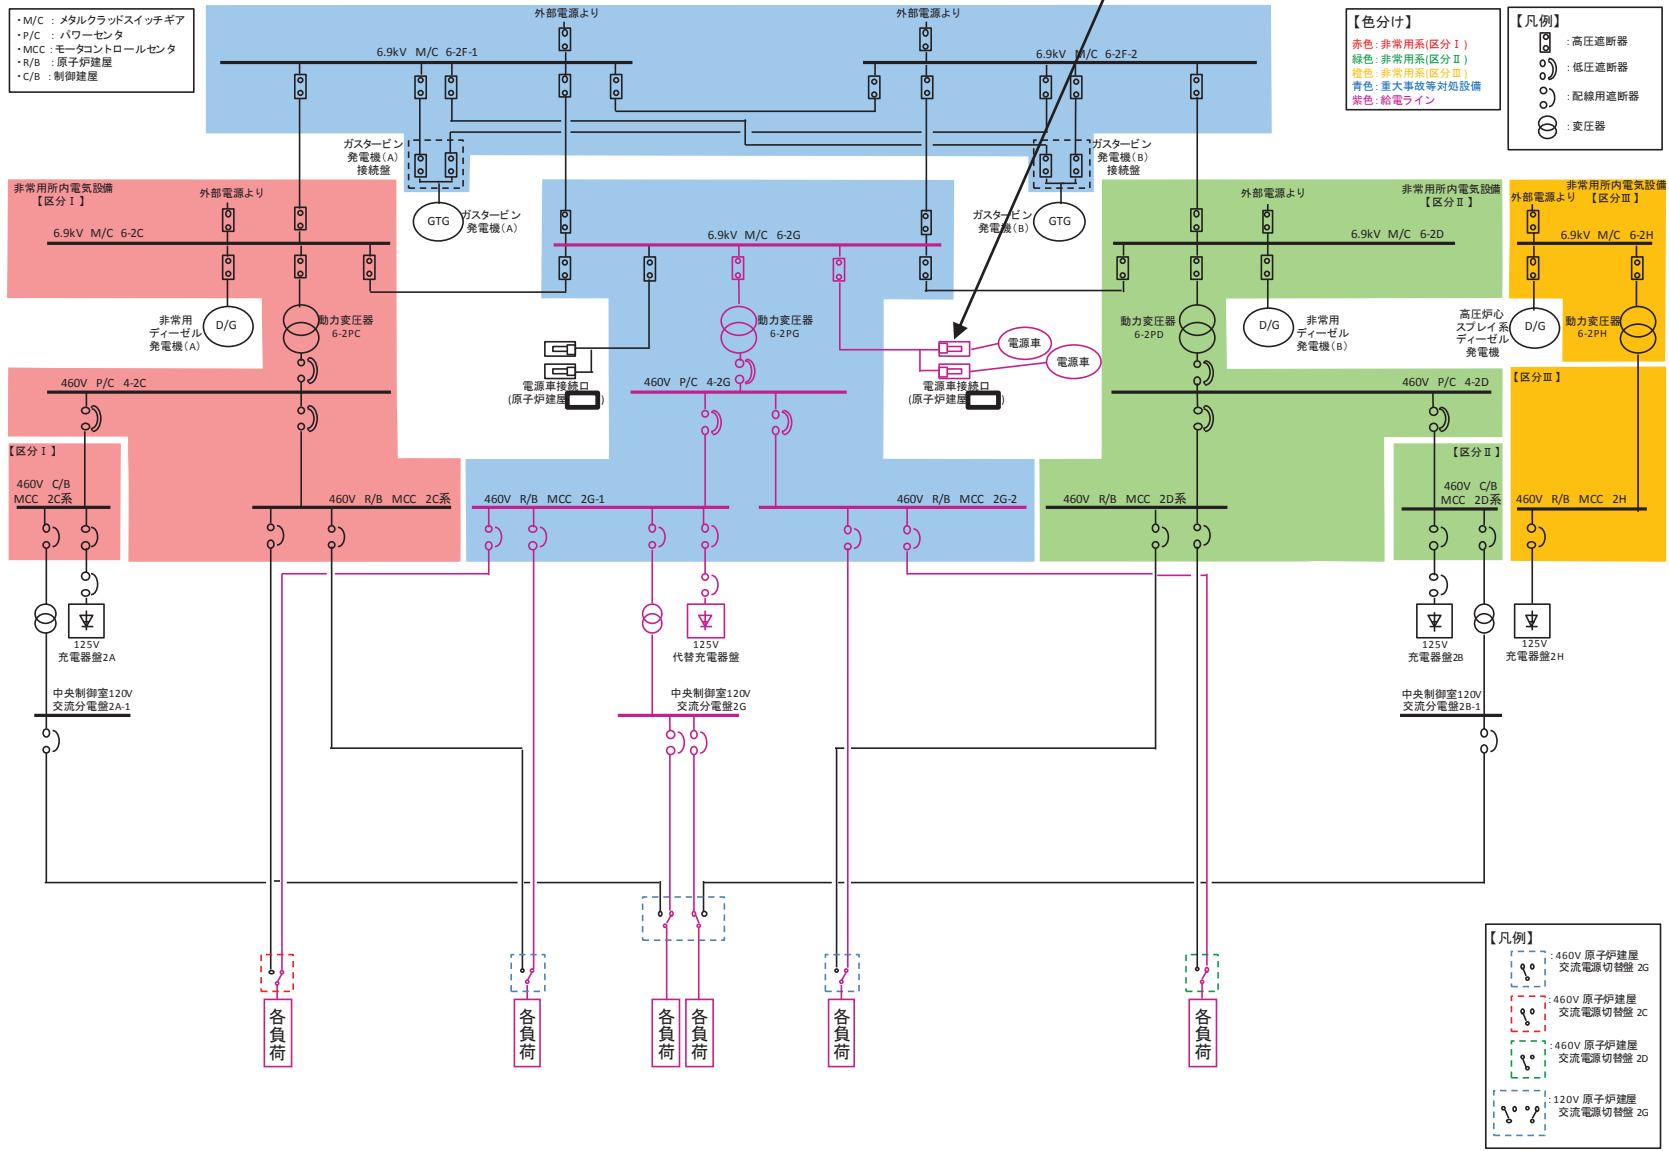 ・M/C ：メタルクラッドスイッチギア
・P/C ：パワーセンタ
・MCC：モータコントロールセンタ
・R/B ：原子炉建屋
・C/B ：制御建屋
外部電源より
外部電源より
6.9kV M/C 6-2F-1
6.9kV M/C 6-2F-2
【色分け】
赤色：非常用系(区分Ⅰ)
緑色：非常用系(区分Ⅱ)
橙色：非常用系(区分Ⅲ)
青色：重大事故等対処設備
紫色：給電ライン
【凡例】
：高圧遮断器
：低圧遮断器
：配線用遮断器
：変圧器
ガスタービン
発電機(A)
接続盤
ガスタービン
発電機(B)
接続盤
GTG
ガスタービン
発電機(A)
ガスタービン
発電機(B)
GTG
非常用所内電気設備
【区分Ⅰ】
外部電源より
6.9kV M/C 6-2C
6.9kV M/C 6-2G
外部電源より
非常用所内電気設備
【区分Ⅱ】
6.9kV M/C 6-2D
非常用所内電気設備
【区分Ⅲ】
外部電源より
6.9kV M/C 6-2H
非常用
ディーゼル
発電機(A)
D/G
動力変圧器
6-2PC
動力変圧器
6-2PG
電源車
電源車
動力変圧器
6-2PD
D/G
非常用
ディーゼル
発電機(B)
高圧炉心
スプレイ系
ディーゼル
発電機
D/G
動力変圧器
6-2PH
電源車接続口
(原子炉建屋 )
電源車接続口
(原子炉建屋 )
460V P/C 4-2C
460V P/C 4-2G
460V P/C 4-2D
【区分Ⅲ】
【区分Ⅰ】
【区分Ⅱ】
460V C/B
MCC 2C系
460V R/B MCC 2C系
460V R/B MCC 2G-1
460V R/B MCC 2G-2
460V R/B MCC 2D系
460V C/B
MCC 2D系
460V R/B MCC 2H
125V
充電器盤2A
125V
代替充電器盤
125V
充電器盤2B
125V
充電器盤2H
中央制御室120V
交流分電盤2A-1
中央制御室120V
交流分電盤2G
中央制御室120V
交流分電盤2B-1
各負荷
各負荷
各負荷
各負荷
各負荷
各負荷
【凡例】
：460V 原子炉建屋
交流電源切替盤 2G
：460V 原子炉建屋
交流電源切替盤 2C
：460V 原子炉建屋
交流電源切替盤 2D
：120V 原子炉建屋
交流電源切替盤 2G